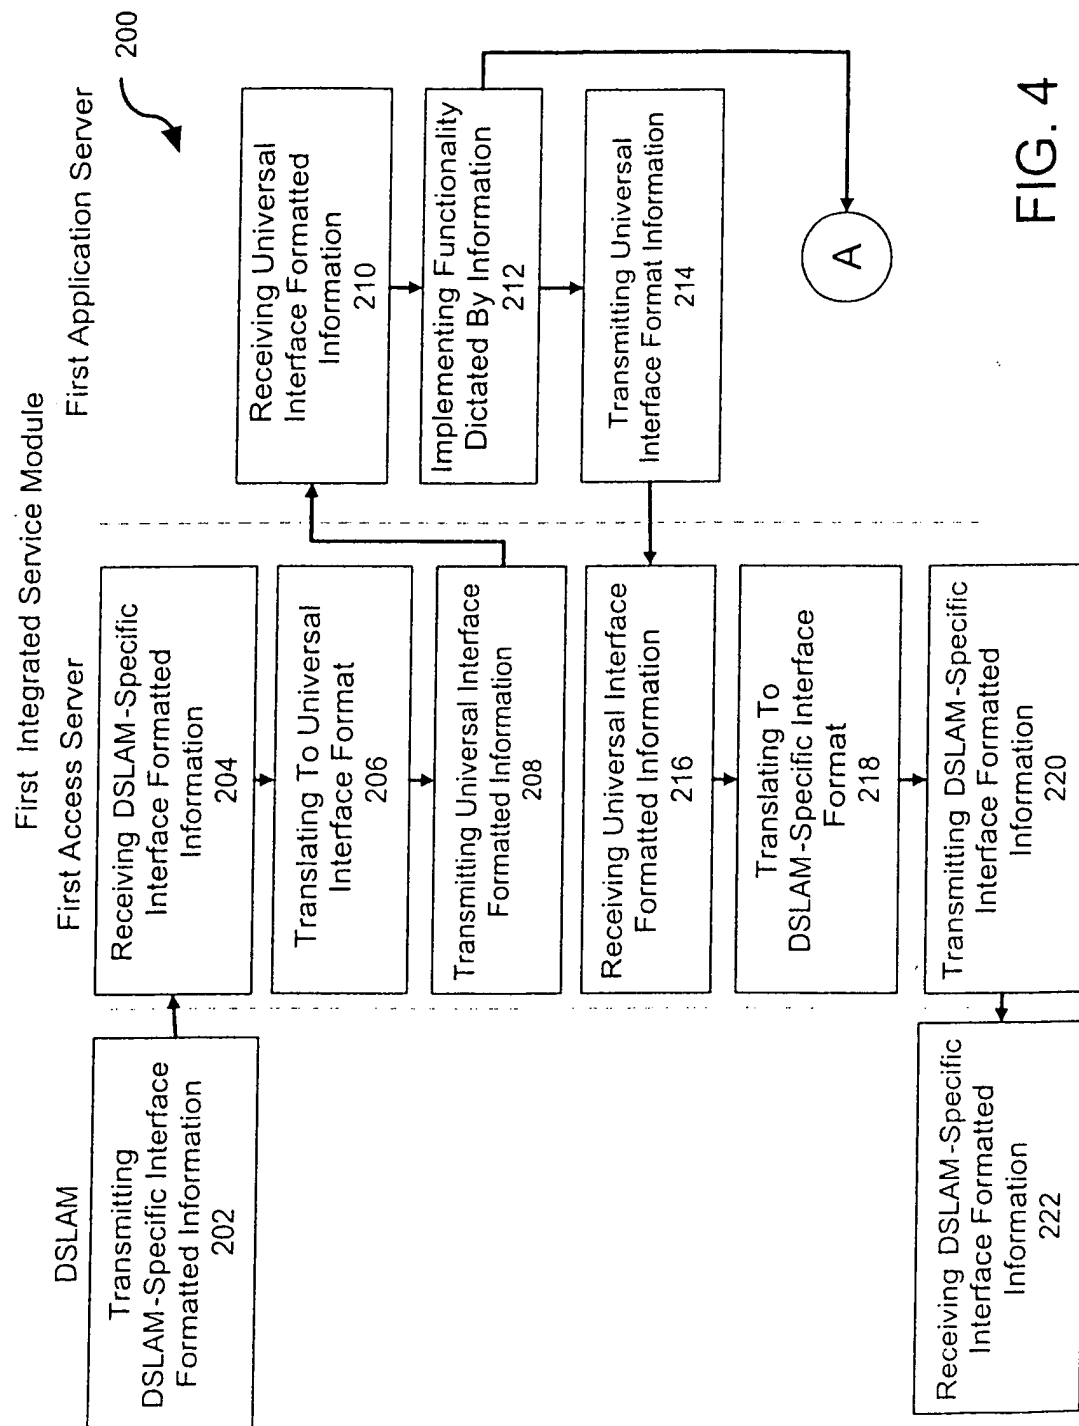 First Integrated Service Module
DSLAM
First Access Server
First Application Server
200
Transmitting
DSLAM-Specific Interface
Formatted Information
202
Receiving DSLAM-Specific
Interface Formatted
Information
204
Translating To Universal
Interface Format
206
Transmitting Universal Interface
Formatted Information
208
Receiving Universal
Interface Formatted
Information
210
Implementing Functionality
Dictated By Information
212
Transmitting Universal
Interface Format Information
214
Receiving Universal Interface
Formatted Information
216
Translating To
DSLAM-Specific Interface
Format
218
Transmitting DSLAM-Specific
Interface Formatted
Information
220
Receiving DSLAM-Specific
Interface Formatted
Information
222
A
FIG. 4